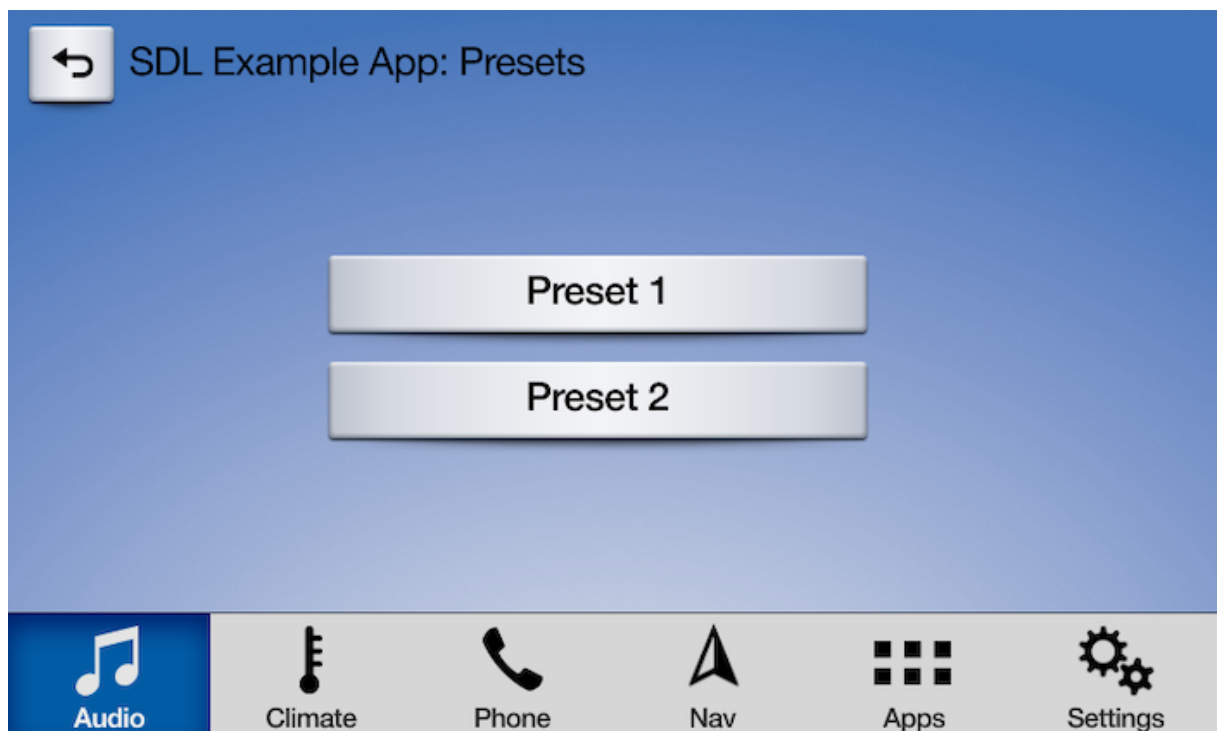 SDL Example App: Presets
Preset 1
Preset 2
Audio Climate Phone Nav Apps Settings